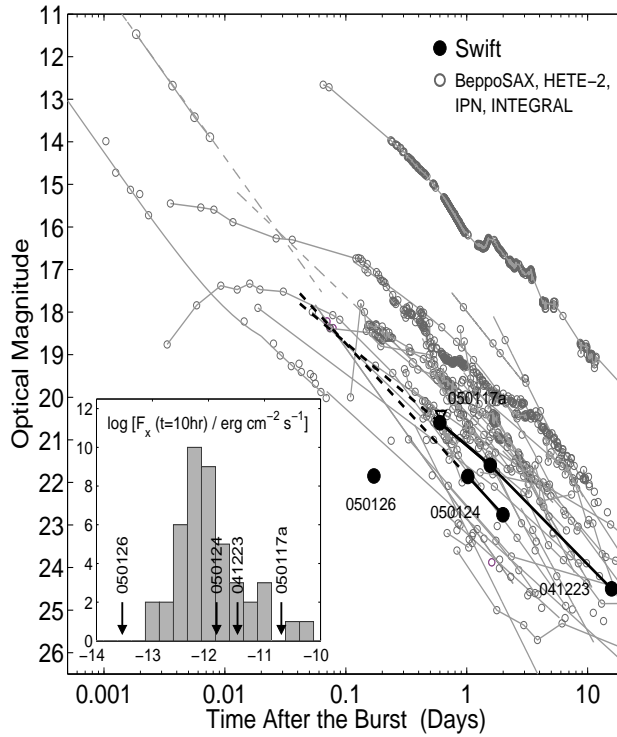 11
12
13
14
15
16
17
18
19
20
21
22
23
24
25
26
Optical Magnitude
Swift
BeppoSAX, HETE−2,
IPN, INTEGRAL
050117a
050126
050124
041223
log [Fx (t=10hr) / erg cm−2 s−1]
12
10
8
6
4
2
0
050126
050124
041223
050117a
−14 −13 −12 −11 −10
0.001 0.01 0.1 1 10
Time After the Burst (Days)